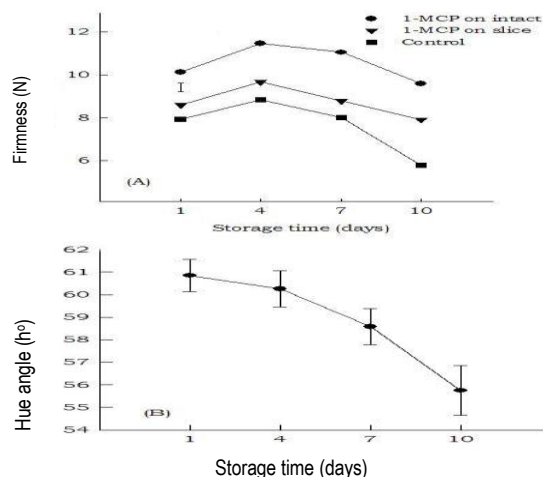 1-MCP on intact
1-MCP on slice
Control
Firmness (N)
12
10
8
6
(A)
1 4 7 10
Storage time (days)
Hue angle (hº)
62
61
60
59
58
57
56
55
54
(B)
1 4 7 10
Storage time (days)